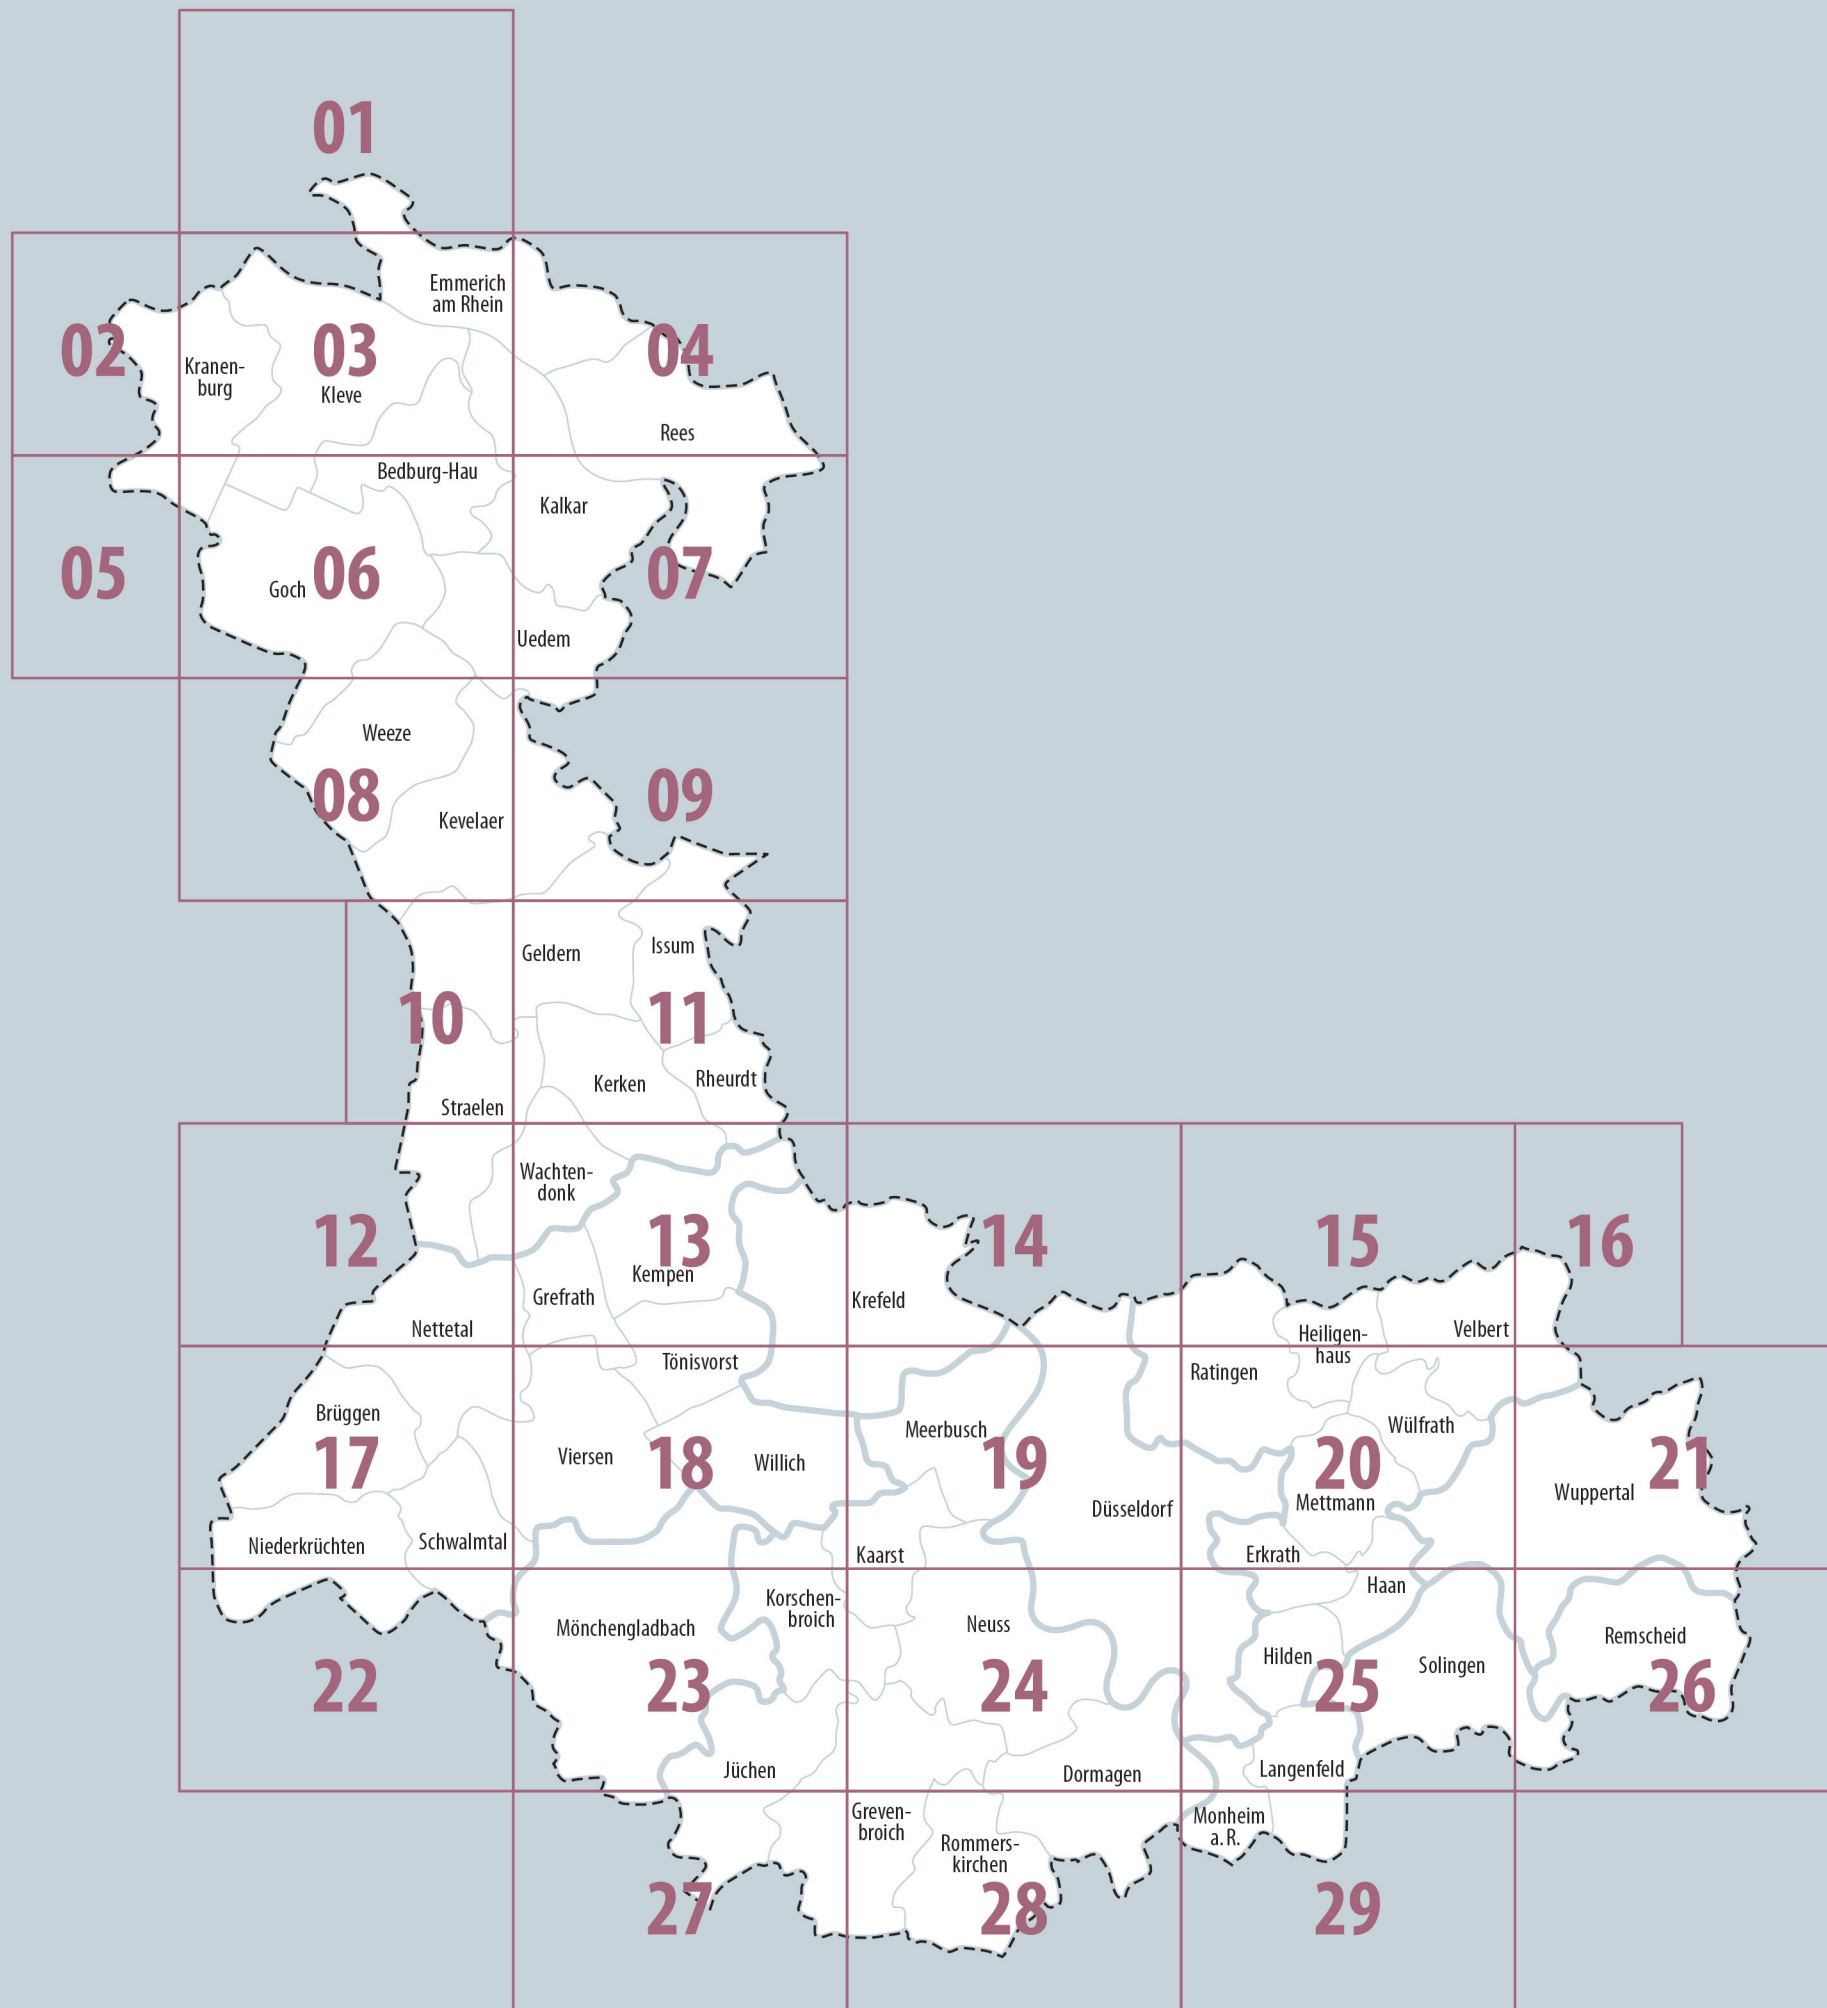 01
Emmerich
am Rhein
02
03
04
Kranen-
burg
Kleve
Rees
Bedburg-Hau
Kalkar
05
06
07
Goch
Uedem
Weeze
08
09
Kevelaer
Geldern
Issum
10
11
Kerken
Rheurdt
Straelen
Wachten-
donk
12
13
14
15
16
Kempen
Grefrath
Krefeld
Nettetal
Heiligen-
haus
Velbert
Tönisvorst
Ratingen
Brüggen
Meerbusch
Wülfrath
17
Viersen
18
Willich
19
20
21
Wuppertal
Mettmann
Düsseldorf
Niederkrüchten
Schwalmtal
Kaarst
Erkrath
Haan
Korschen-
broich
Mönchengladbach
Neuss
Remscheid
Hilden
Solingen
22
23
24
25
26
Jüchen
Dormagen
Langenfeld
Greven-
broich
Monheim
a. R.
Rommers-
kirchen
27
28
29